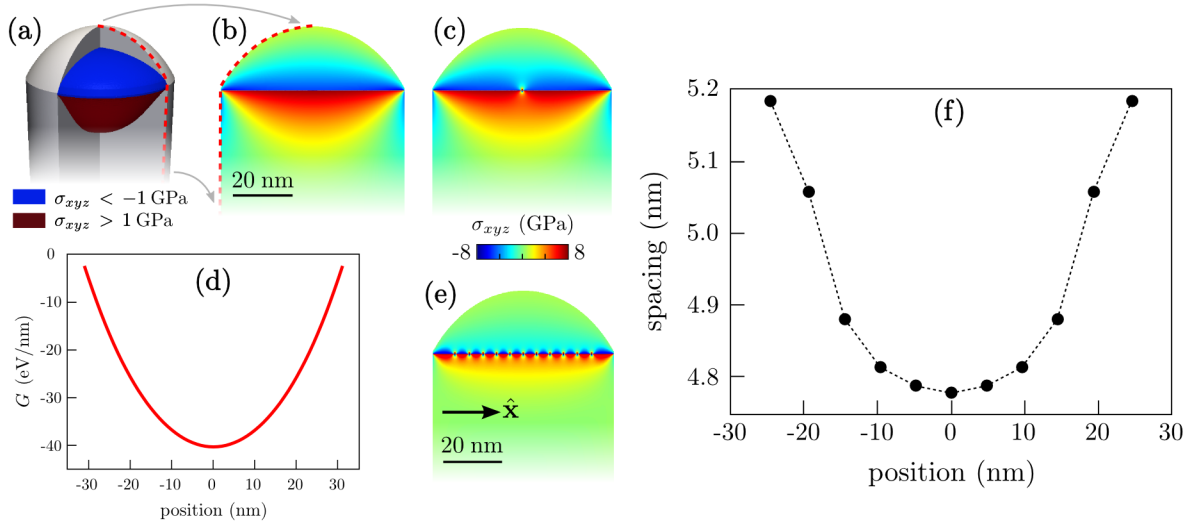 (a)
(b)
(c)
σxyz < −1 GPa
σxyz > 1 GPa
20 nm
σxyz (GPa)
-8
8
(d)
0
-10
-20
-30
-40
G (eV/nm)
-30
-20
-10
0
10
20
30
position (nm)
(e)
x̂
20 nm
(f)
5.2
5.1
5.0
4.9
4.8
spacing (nm)
-30
-20
-10
0
10
20
30
position (nm)